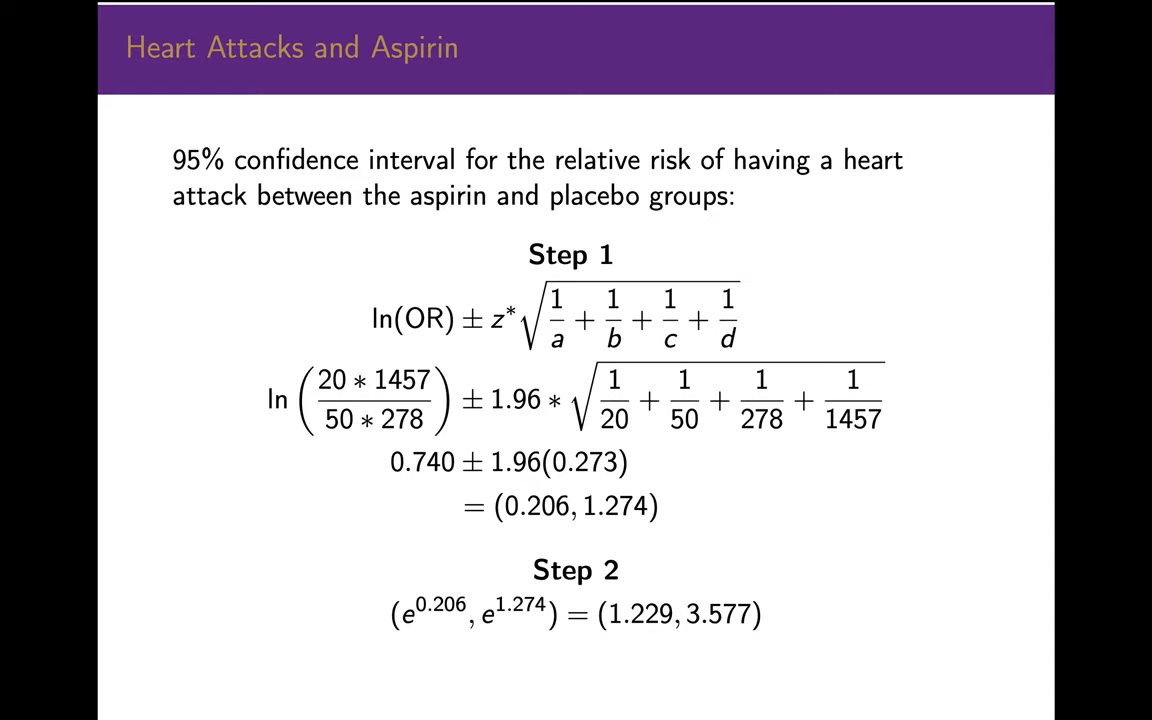 Heart Attacks and Aspirin
95% confidence interval for the relative risk of having a heart
attack between the aspirin and placebo groups:
Step 1
ln(OR) ± z* √(1/a + 1/b + 1/c + 1/d)
ln(20 * 1457 / 50 * 278) ± 1.96 * √(1/20 + 1/50 + 1/278 + 1/1457)
0.740 ± 1.96(0.273)
= (0.206, 1.274)
Step 2
(e^0.206, e^1.274) = (1.229, 3.577)